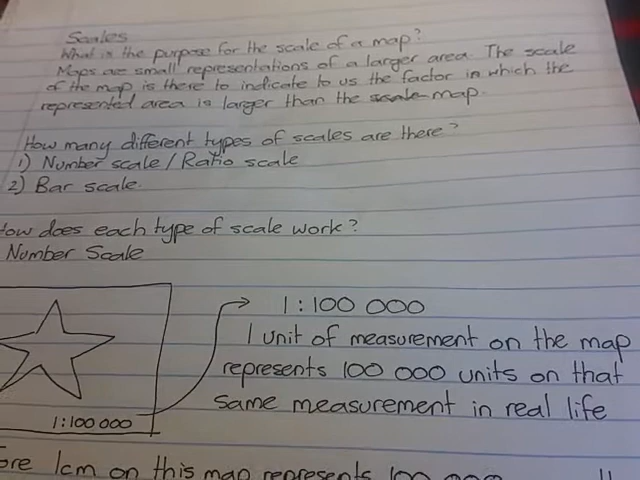 Scales
What is the purpose for the scale of a map?
Maps are small representations of a larger area. The scale
of the map is there to indicate to us the factor in which the
represented area is larger than the map.
How many different types of scales are there?
1) Number scale / Ratio scale
2) Bar scale.
How does each type of scale work?
Number Scale
1:100 000
1 unit of measurement on the map
represents 100 000 units on that
same measurement in real life
1:100 000
1cm on this map represents 100 000